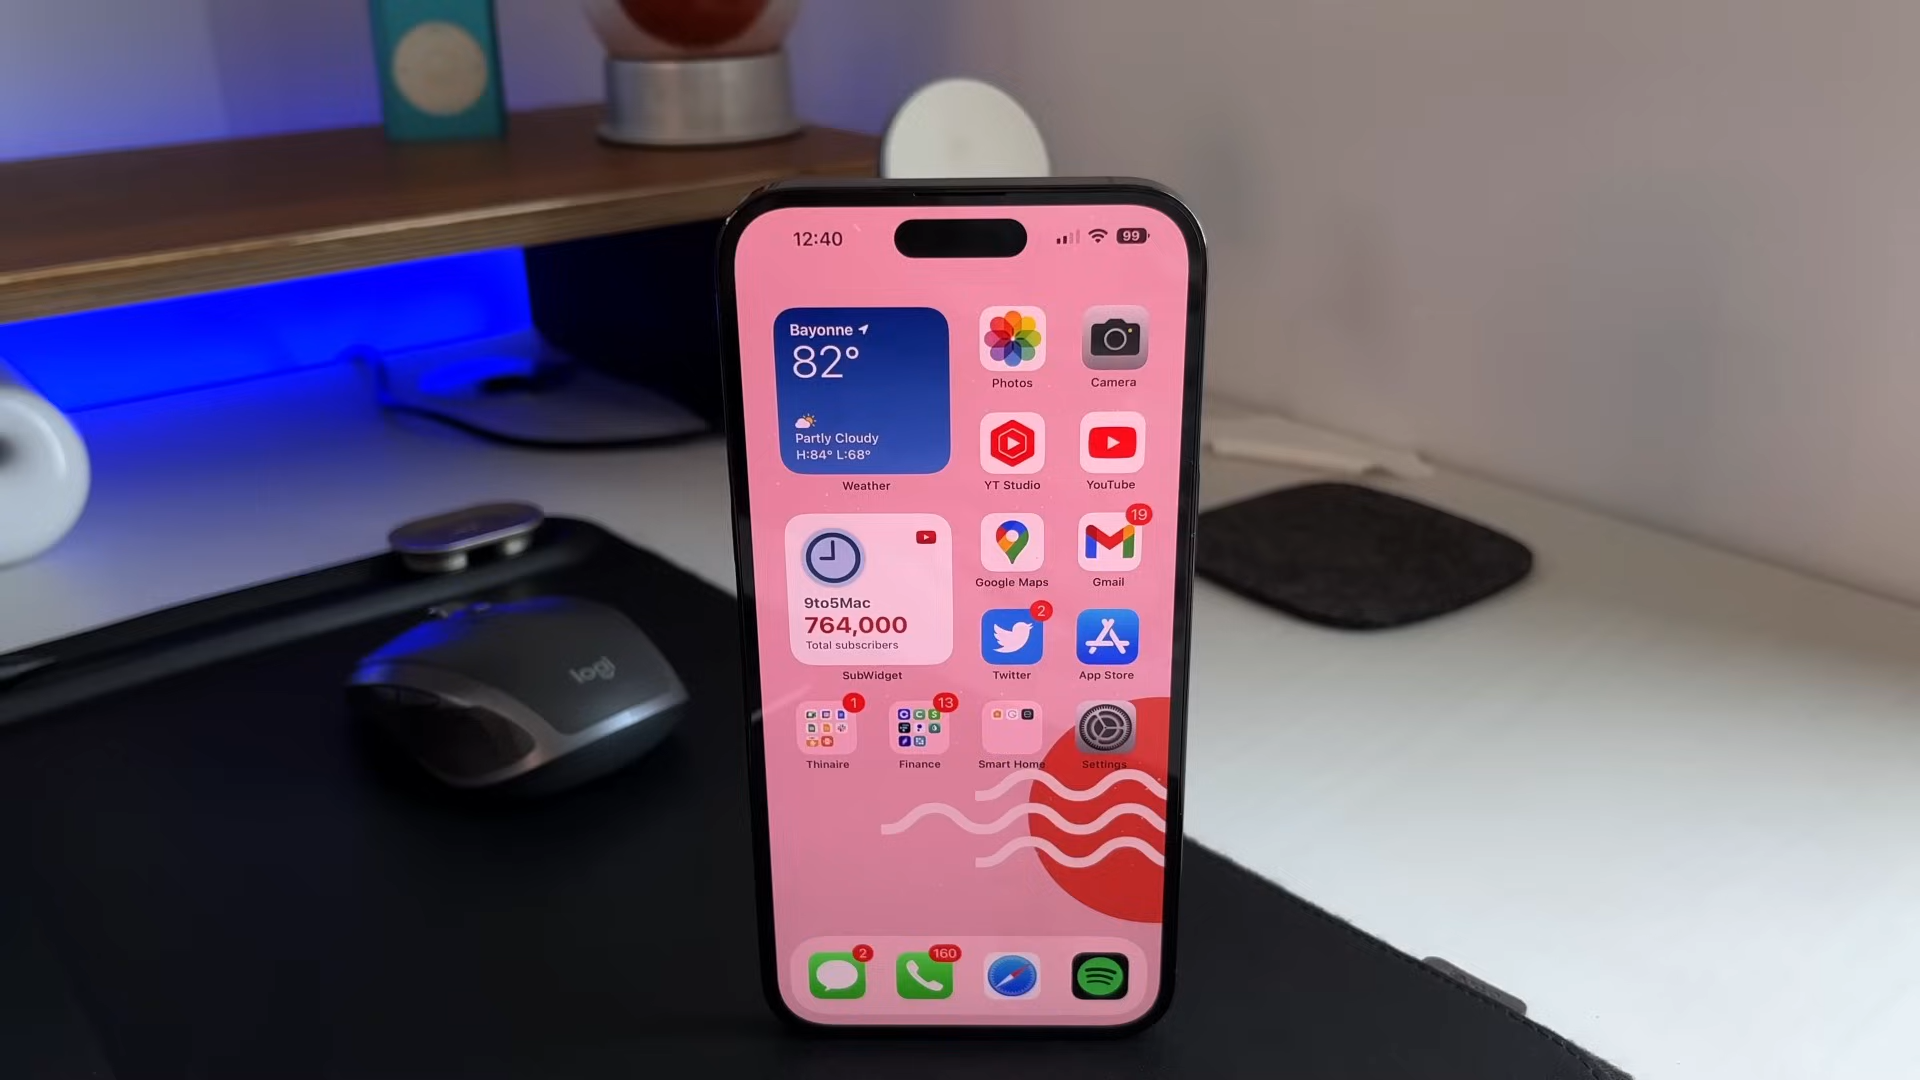 12:40
99
Bayonne
82°
Partly Cloudy
H:84° L:68°
Weather
Photos
Camera
YT Studio
YouTube
9to5Mac
764,000
Total subscribers
SubWidget
Google Maps
19
Gmail
2
Twitter
App Store
1
Thinaire
13
Finance
Smart Home
Settings
2
160
logi